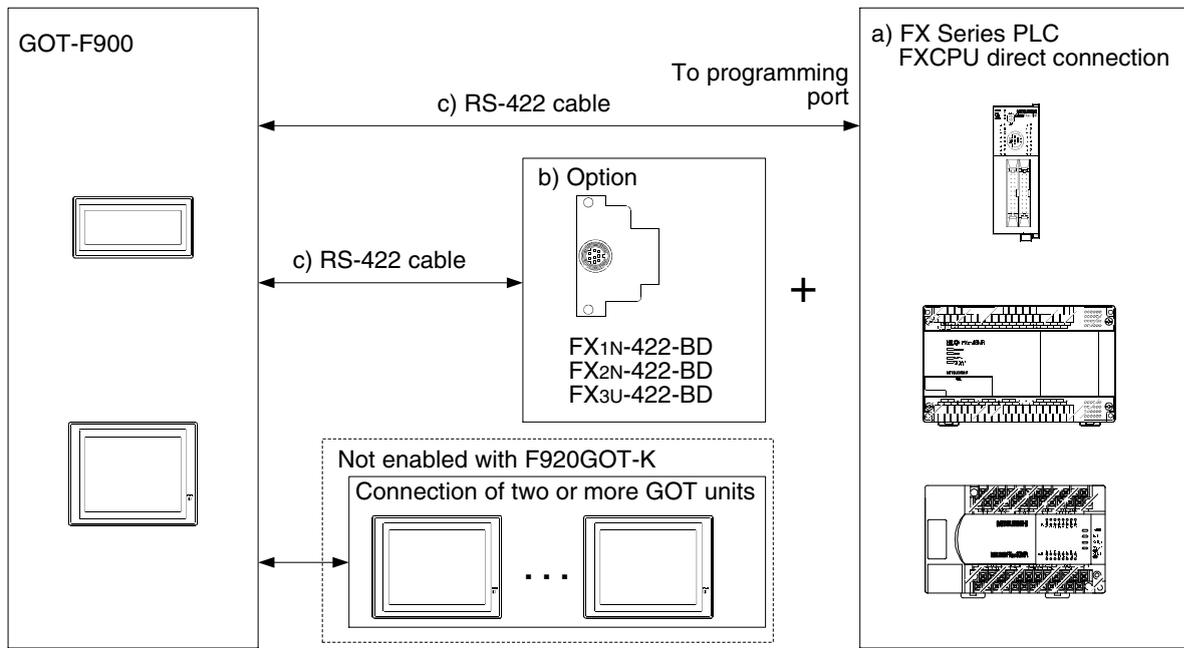 GOT-F900
a) FX Series PLC
FXCPU direct connection
To programming
port
c) RS-422 cable
b) Option
c) RS-422 cable
+
FX1N-422-BD
FX2N-422-BD
FX3U-422-BD
Not enabled with F920GOT-K
Connection of two or more GOT units
...
MITSUBISHI